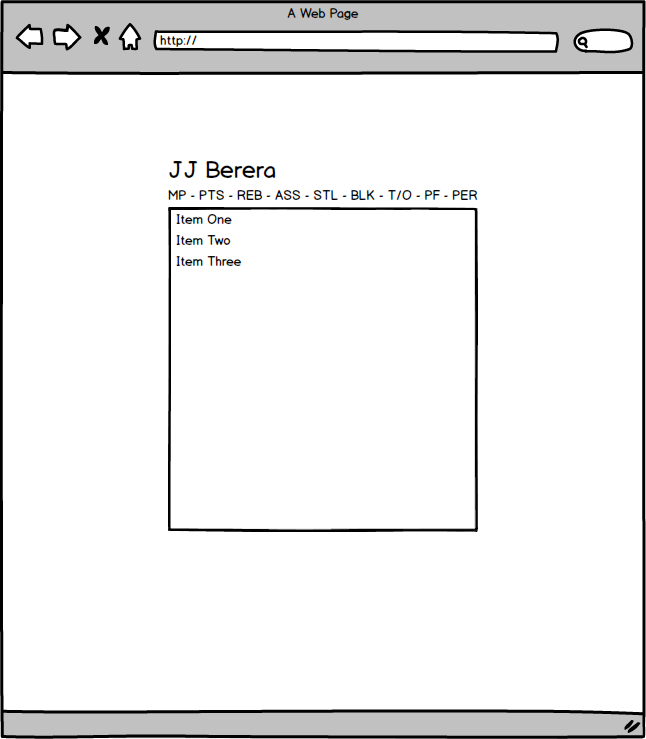 A Web Page
http://
JJ Berera
MP - PTS - REB - ASS - STL - BLK - T/O - PF - PER
Item One
Item Two
Item Three